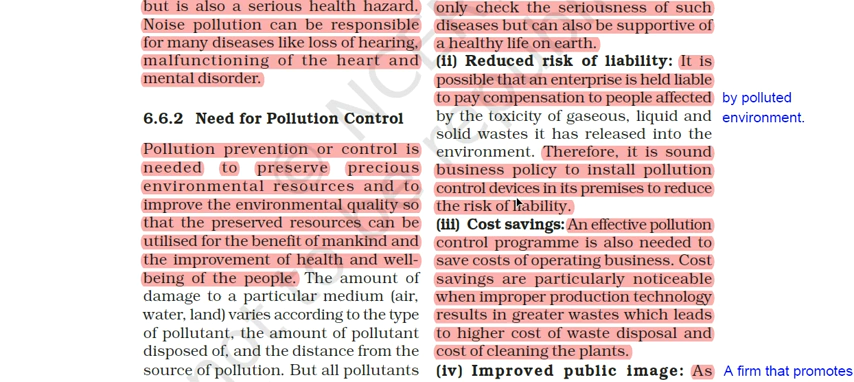 but is also a serious health hazard.
Noise pollution can be responsible
for many diseases like loss of hearing,
malfunctioning of the heart and
mental disorder.
6.6.2 Need for Pollution Control
Pollution prevention or control is
needed to preserve precious
environmental resources and to
improve the environmental quality so
that the preserved resources can be
utilised for the benefit of mankind and
the improvement of health and well-
being of the people. The amount of
damage to a particular medium (air,
water, land) varies according to the type
of pollutant, the amount of pollutant
disposed of, and the distance from the
source of pollution. But all pollutants
only check the seriousness of such
diseases but can also be supportive of
a healthy life on earth.
(ii) Reduced risk of liability: It is
possible that an enterprise is held liable
to pay compensation to people affected
by the toxicity of gaseous, liquid and
solid wastes it has released into the
environment. Therefore, it is sound
business policy to install pollution
control devices in its premises to reduce
the risk of liability.
(iii) Cost savings: An effective pollution
control programme is also needed to
save costs of operating business. Cost
savings are particularly noticeable
when improper production technology
results in greater wastes which leads
to higher cost of waste disposal and
cost of cleaning the plants.
(iv) Improved public image: As
by polluted
environment.
A firm that promotes